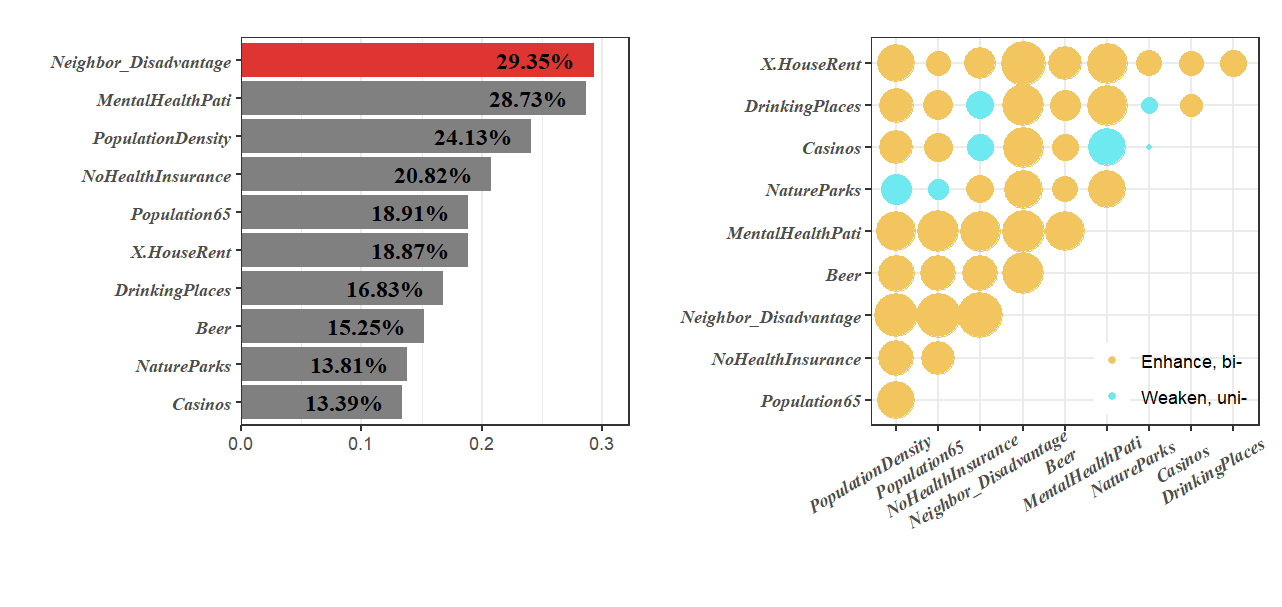 Neighbor_Disadvantage
29.35%
MentalHealthPati
28.73%
PopulationDensity
24.13%
NoHealthInsurance
20.82%
Population65
18.91%
X.HouseRent
18.87%
DrinkingPlaces
16.83%
Beer
15.25%
NatureParks
13.81%
Casinos
13.39%
0.0
0.1
0.2
0.3
X.HouseRent
DrinkingPlaces
Casinos
NatureParks
MentalHealthPati
Beer
Neighbor_Disadvantage
NoHealthInsurance
Population65
Enhance, bi-
Weaken, uni-
PopulationDensity
Population65
NoHealthInsurance
Neighbor_Disadvantage
Beer
MentalHealthPati
NatureParks
Casinos
DrinkingPlaces